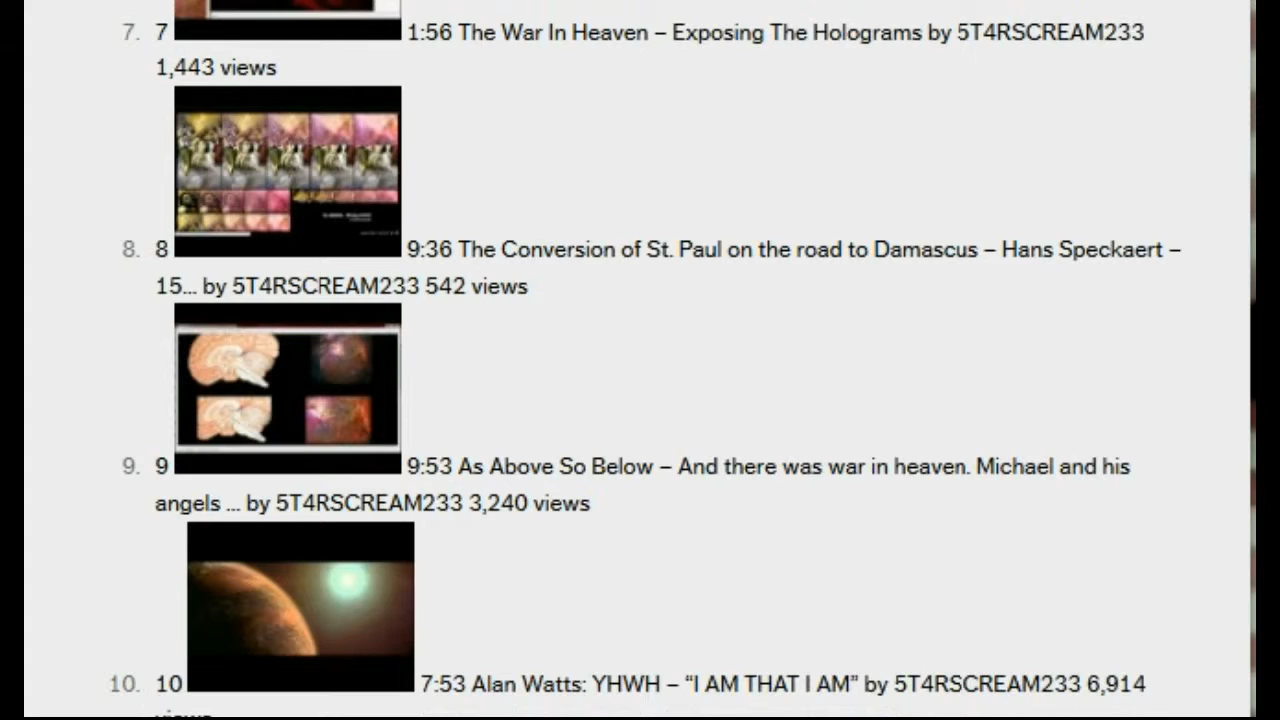 7. 7 1:56 The War In Heaven – Exposing The Holograms by 5T4RSCREAM233
1,443 views
8. 8 9:36 The Conversion of St. Paul on the road to Damascus – Hans Speckaert –
15... by 5T4RSCREAM233 542 views
9. 9 9:53 As Above So Below – And there was war in heaven. Michael and his
angels ... by 5T4RSCREAM233 3,240 views
10. 10 7:53 Alan Watts: YHWH – “I AM THAT I AM” by 5T4RSCREAM233 6,914
views